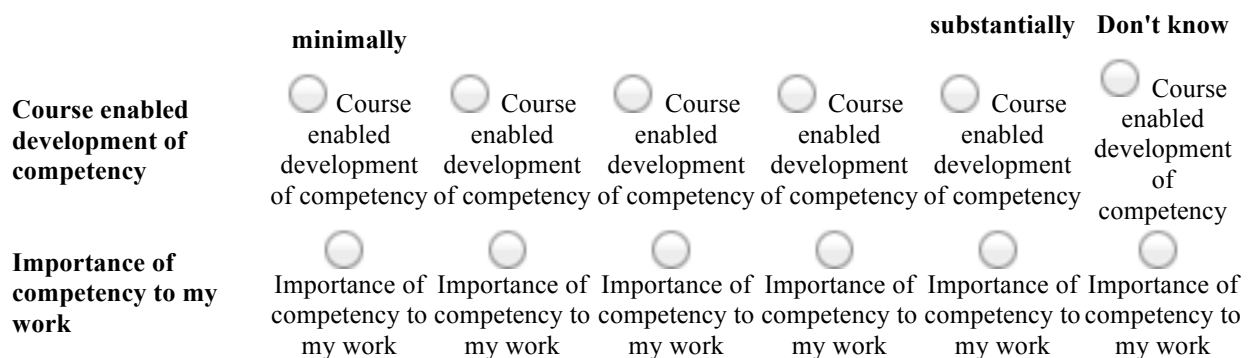 minimally substantially Don't know
Course enabled development of competency
Course enabled development of competency
Course enabled development of competency
Course enabled development of competency
Course enabled development of competency
Course enabled development of competency
Course enabled development of competency
Importance of competency to my work
Importance of competency to my work
Importance of competency to my work
Importance of competency to my work
Importance of competency to my work
Importance of competency to my work
Importance of competency to my work